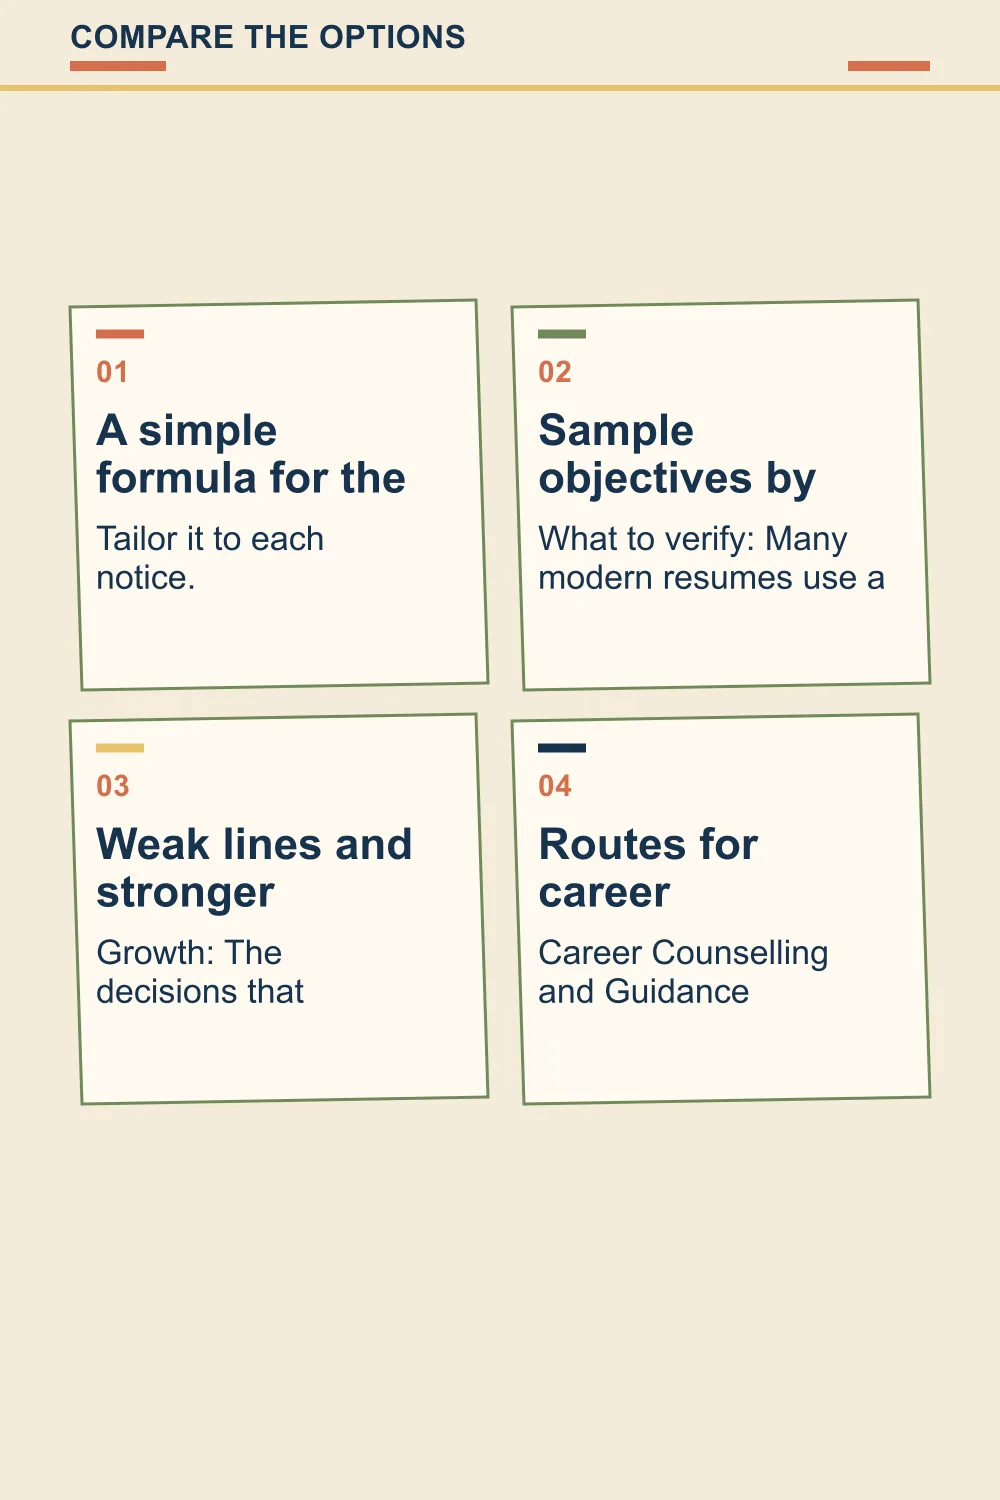 COMPARE THE OPTIONS
01
A simple
formula for the
Tailor it to each
notice.
02
Sample
objectives by
What to verify: Many
modern resumes use a
03
Weak lines and
stronger
Growth: The
decisions that
04
Routes for
career
Career Counselling
and Guidance